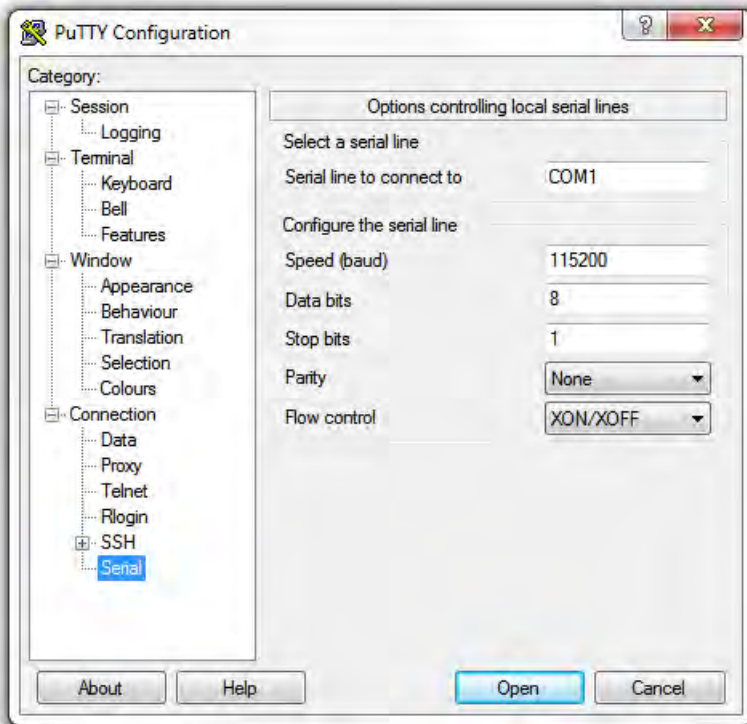 PuTTY Configuration
Category:
Session
Logging
Terminal
Keyboard
Bell
Features
Window
Appearance
Behaviour
Translation
Selection
Colours
Connection
Data
Proxy
Telnet
Rlogin
SSH
Serial
Options controlling local serial lines
Select a serial line
Serial line to connect to COM1
Configure the serial line
Speed (baud) 115200
Data bits 8
Stop bits 1
Parity None
Flow control XON/XOFF
About Help Open Cancel